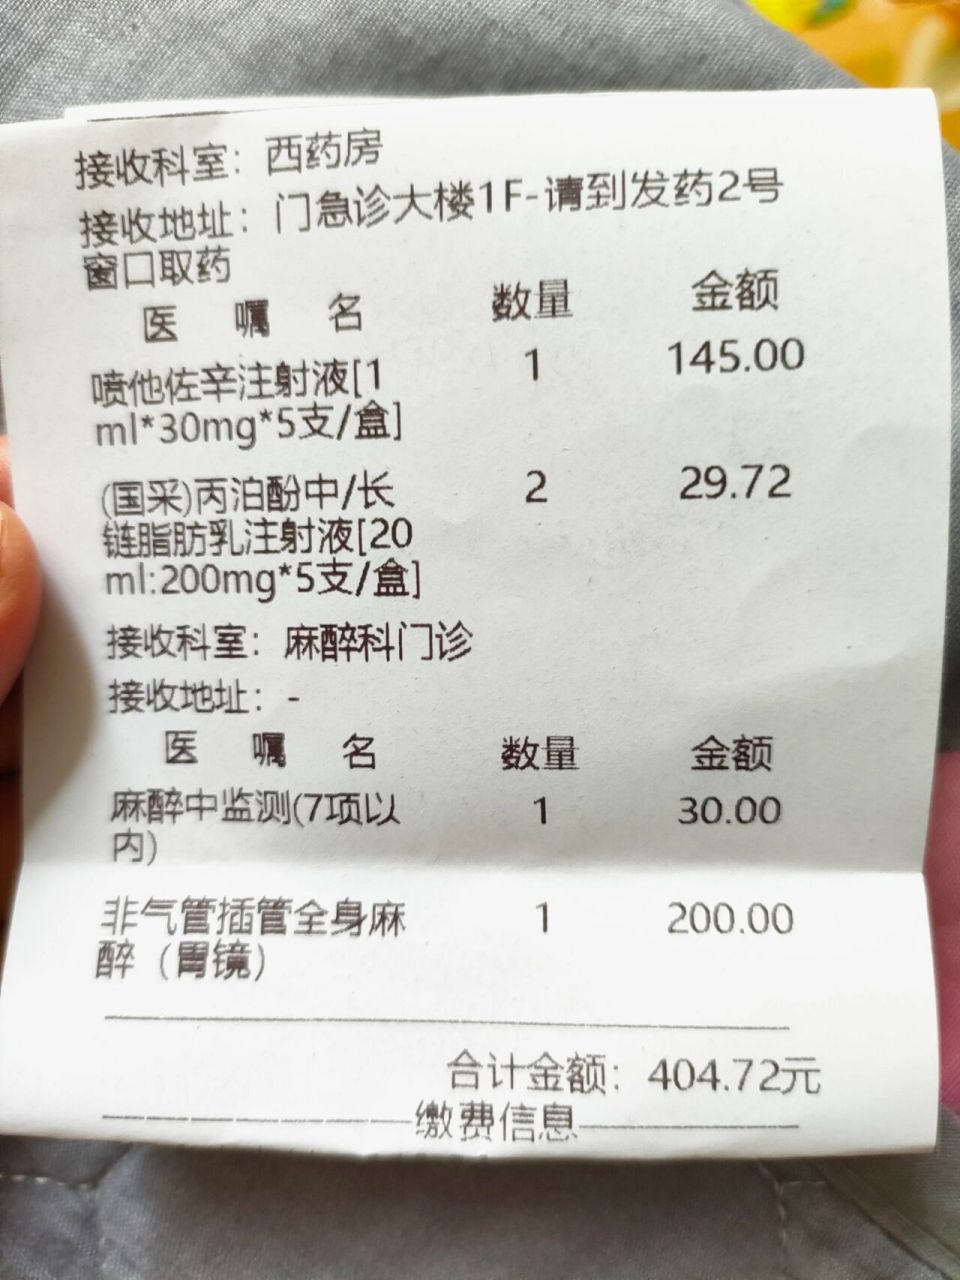 接收科室：西药房
接收地址：门急诊大楼1F-请到发药2号
窗口取药
医 嘱 名 数量 金额
喷他佐辛注射液[1 1 145.00
ml*30mg*5支/盒]
(国采)丙泊酚中/长 2 29.72
链脂肪乳注射液[20
ml:200mg*5支/盒]
接收科室：麻醉科门诊
接收地址：-
医 嘱 名 数量 金额
麻醉中监测(7项以 1 30.00
内)
非气管插管全身麻 1 200.00
醉（胃镜）
合计金额：404.72元
缴费信息